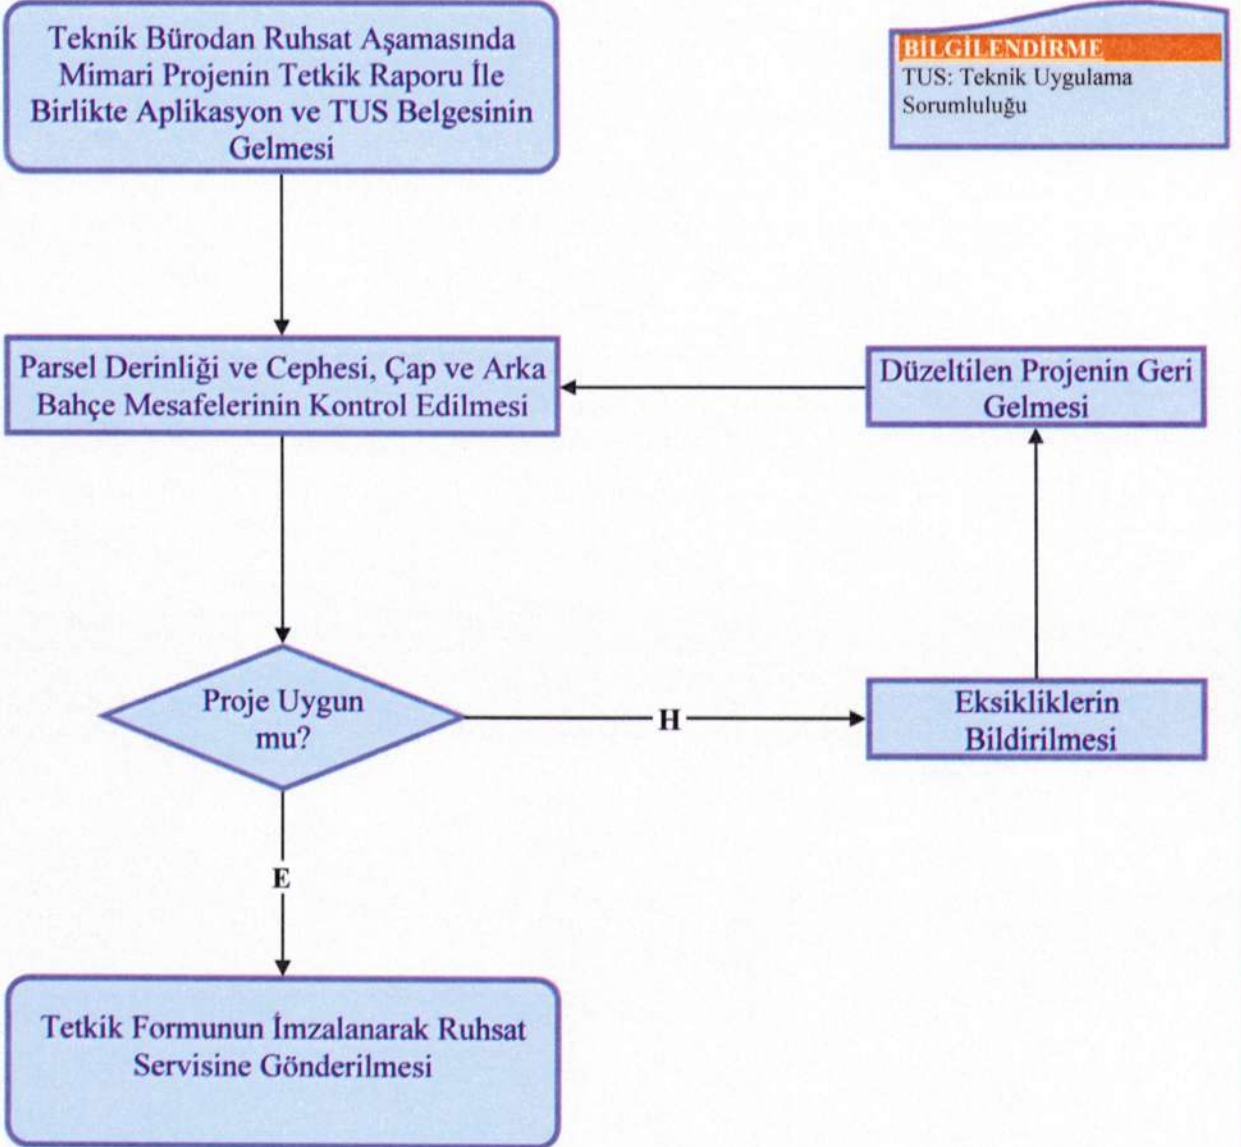 Teknik Bürodan Ruhsat Aşamasında
Mimari Projenin Tetkik Raporu İle
Birlikte Aplikasyon ve TUS Belgesinin
Gelmesi
BİLGİLENDİRME
TUS: Teknik Uygulama
Sorumluluğu
Parsel Derinliği ve Cephesi, Çap ve Arka
Bahçe Mesafelerinin Kontrol Edilmesi
Düzeltilen Projenin Geri
Gelmesi
Proje Uygun
mu?
H
Eksikliklerin
Bildirilmesi
E
Tetkik Formunun İmzalanarak Ruhsat
Servisine Gönderilmesi